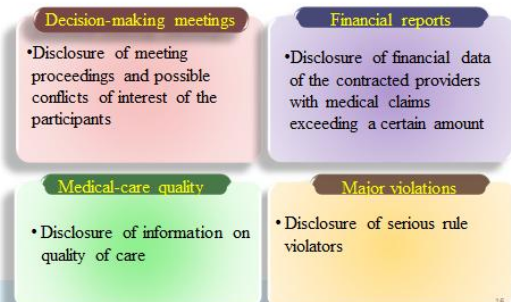 Decision-making meetings
•Disclosure of meeting
proceedings and possible
conflicts of interest of the
participants
Financial reports
•Disclosure of financial data
of the contracted providers
with medical claims
exceeding a certain amount
Medical-care quality
• Disclosure of information on
quality of care
Major violations
• Disclosure of serious rule
violators